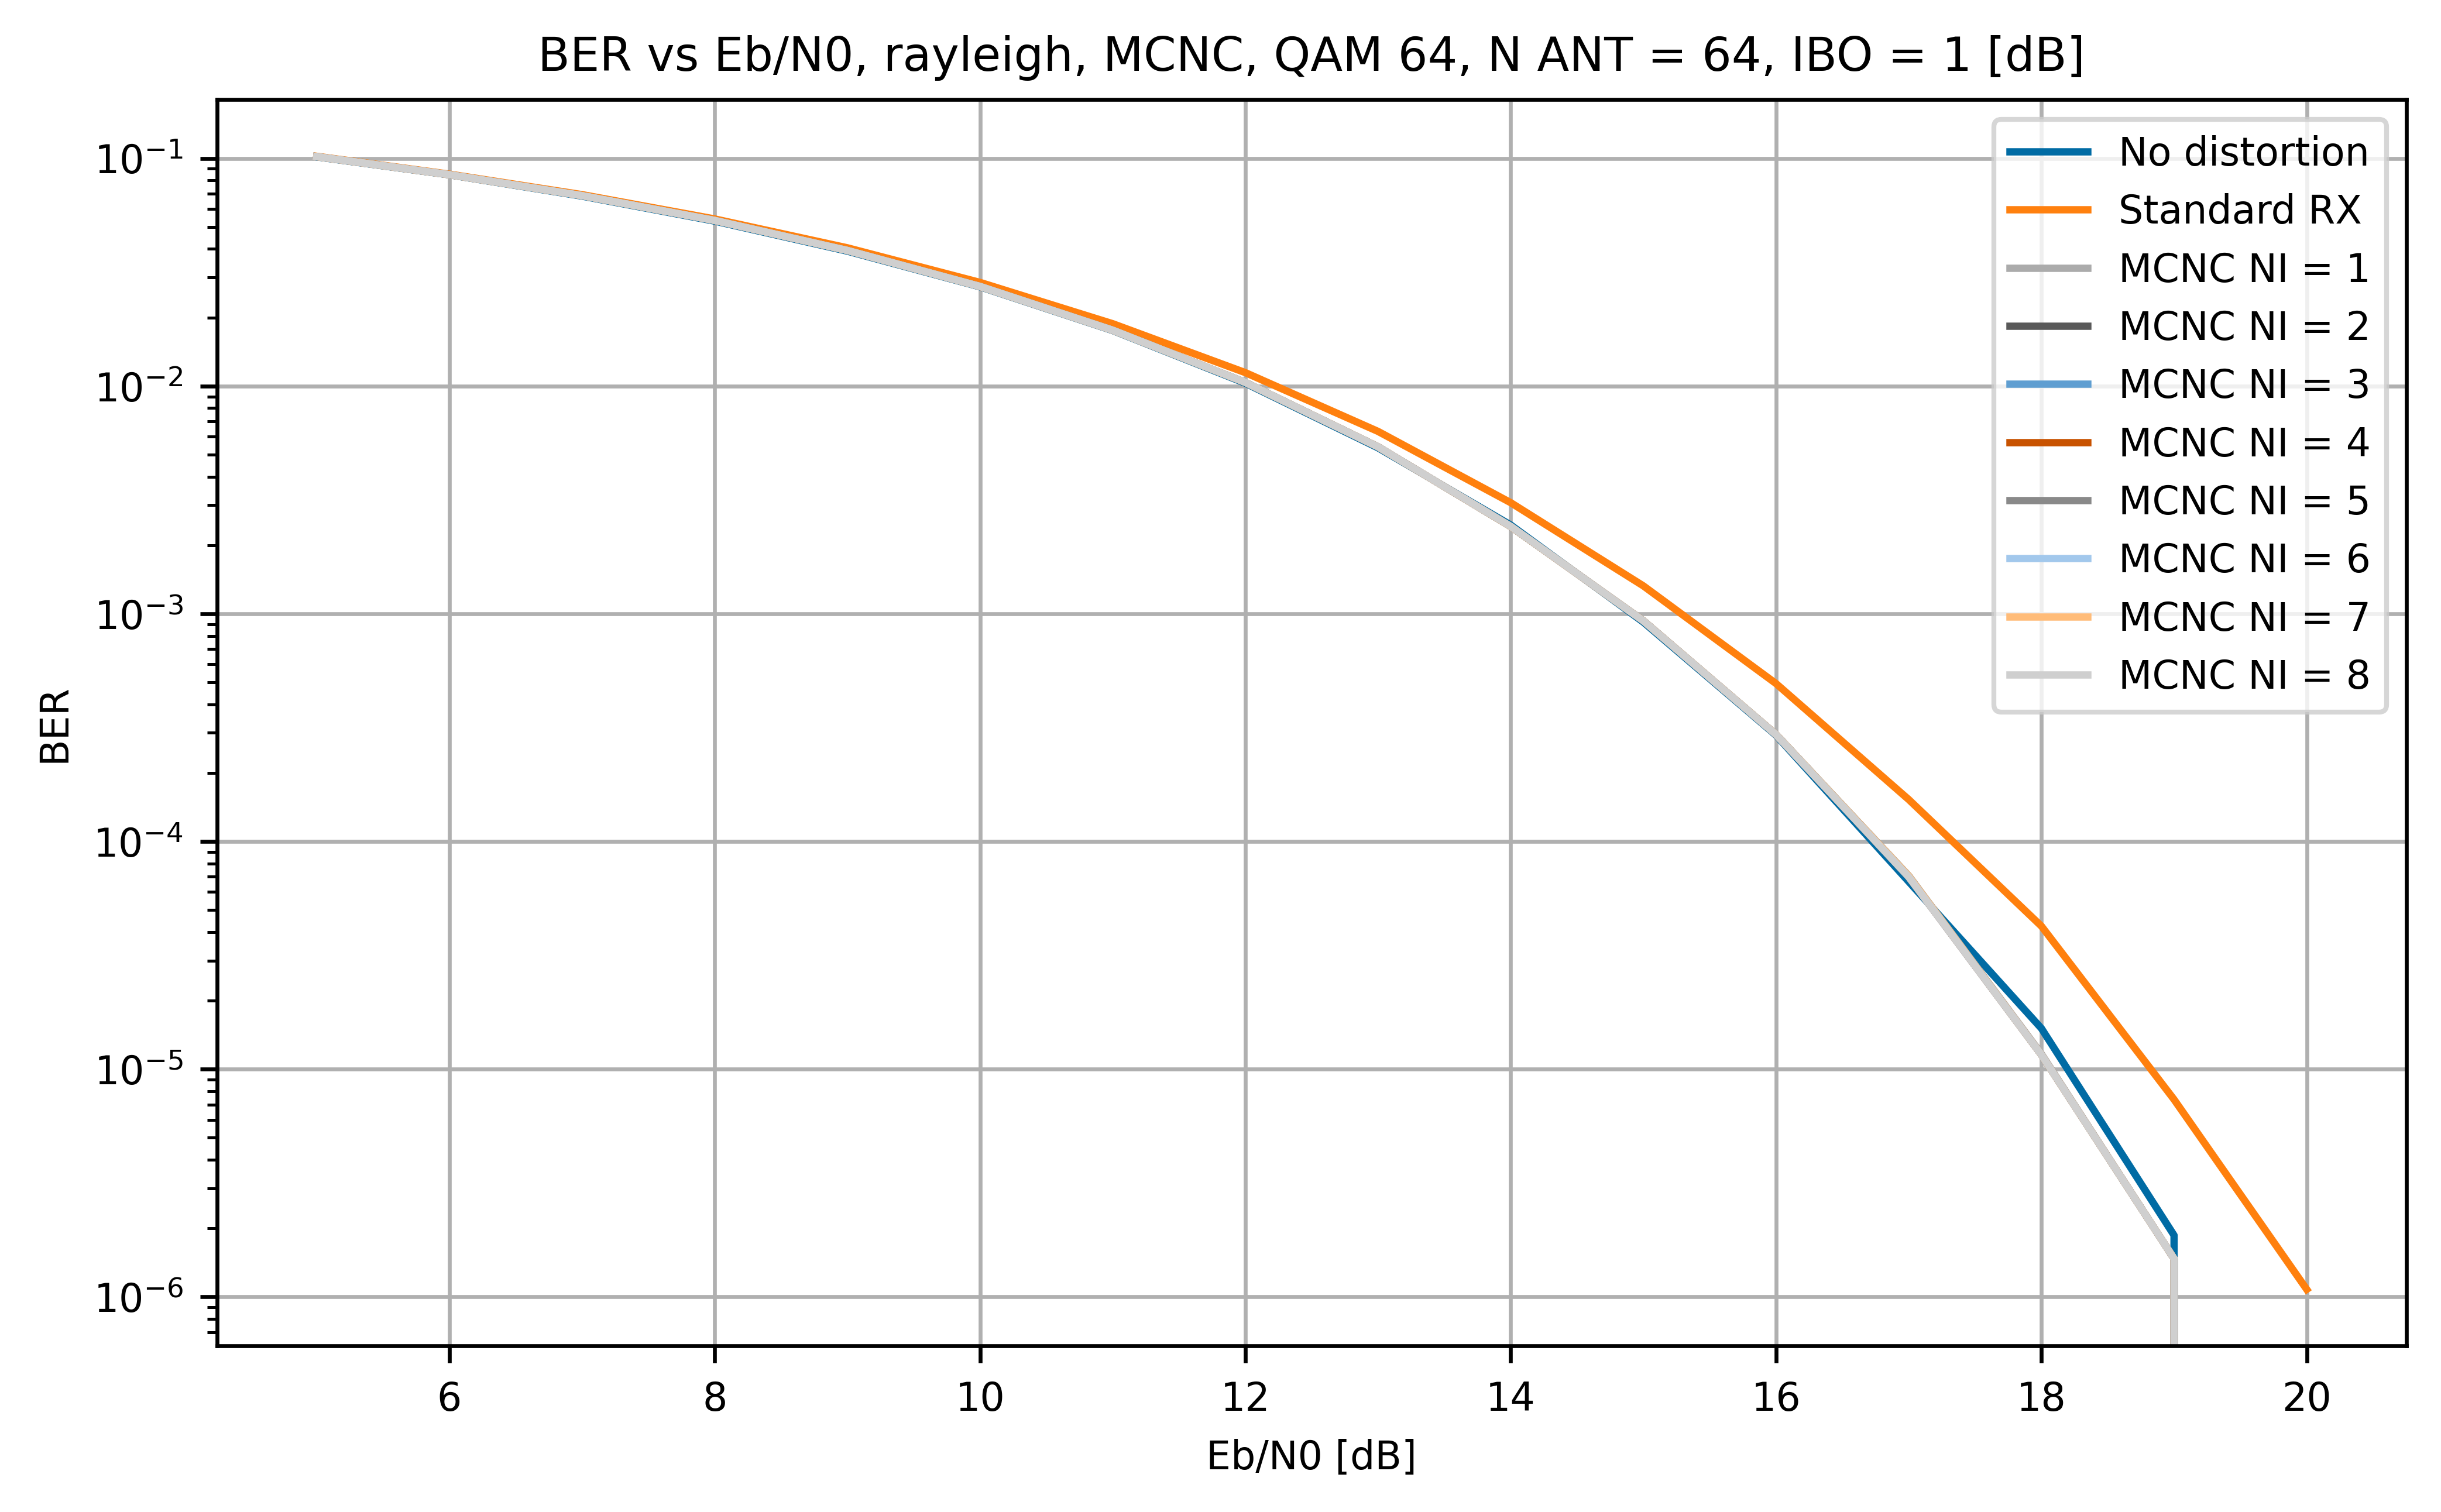 BER vs Eb/N0, rayleigh, MCNC, QAM 64, N ANT = 64, IBO = 1 [dB]
No distortion
Standard RX
MCNC NI = 1
MCNC NI = 2
MCNC NI = 3
MCNC NI = 4
MCNC NI = 5
MCNC NI = 6
MCNC NI = 7
MCNC NI = 8
BER
10⁻¹
10⁻²
10⁻³
10⁻⁴
10⁻⁵
10⁻⁶
6 8 10 12 14 16 18 20
Eb/N0 [dB]